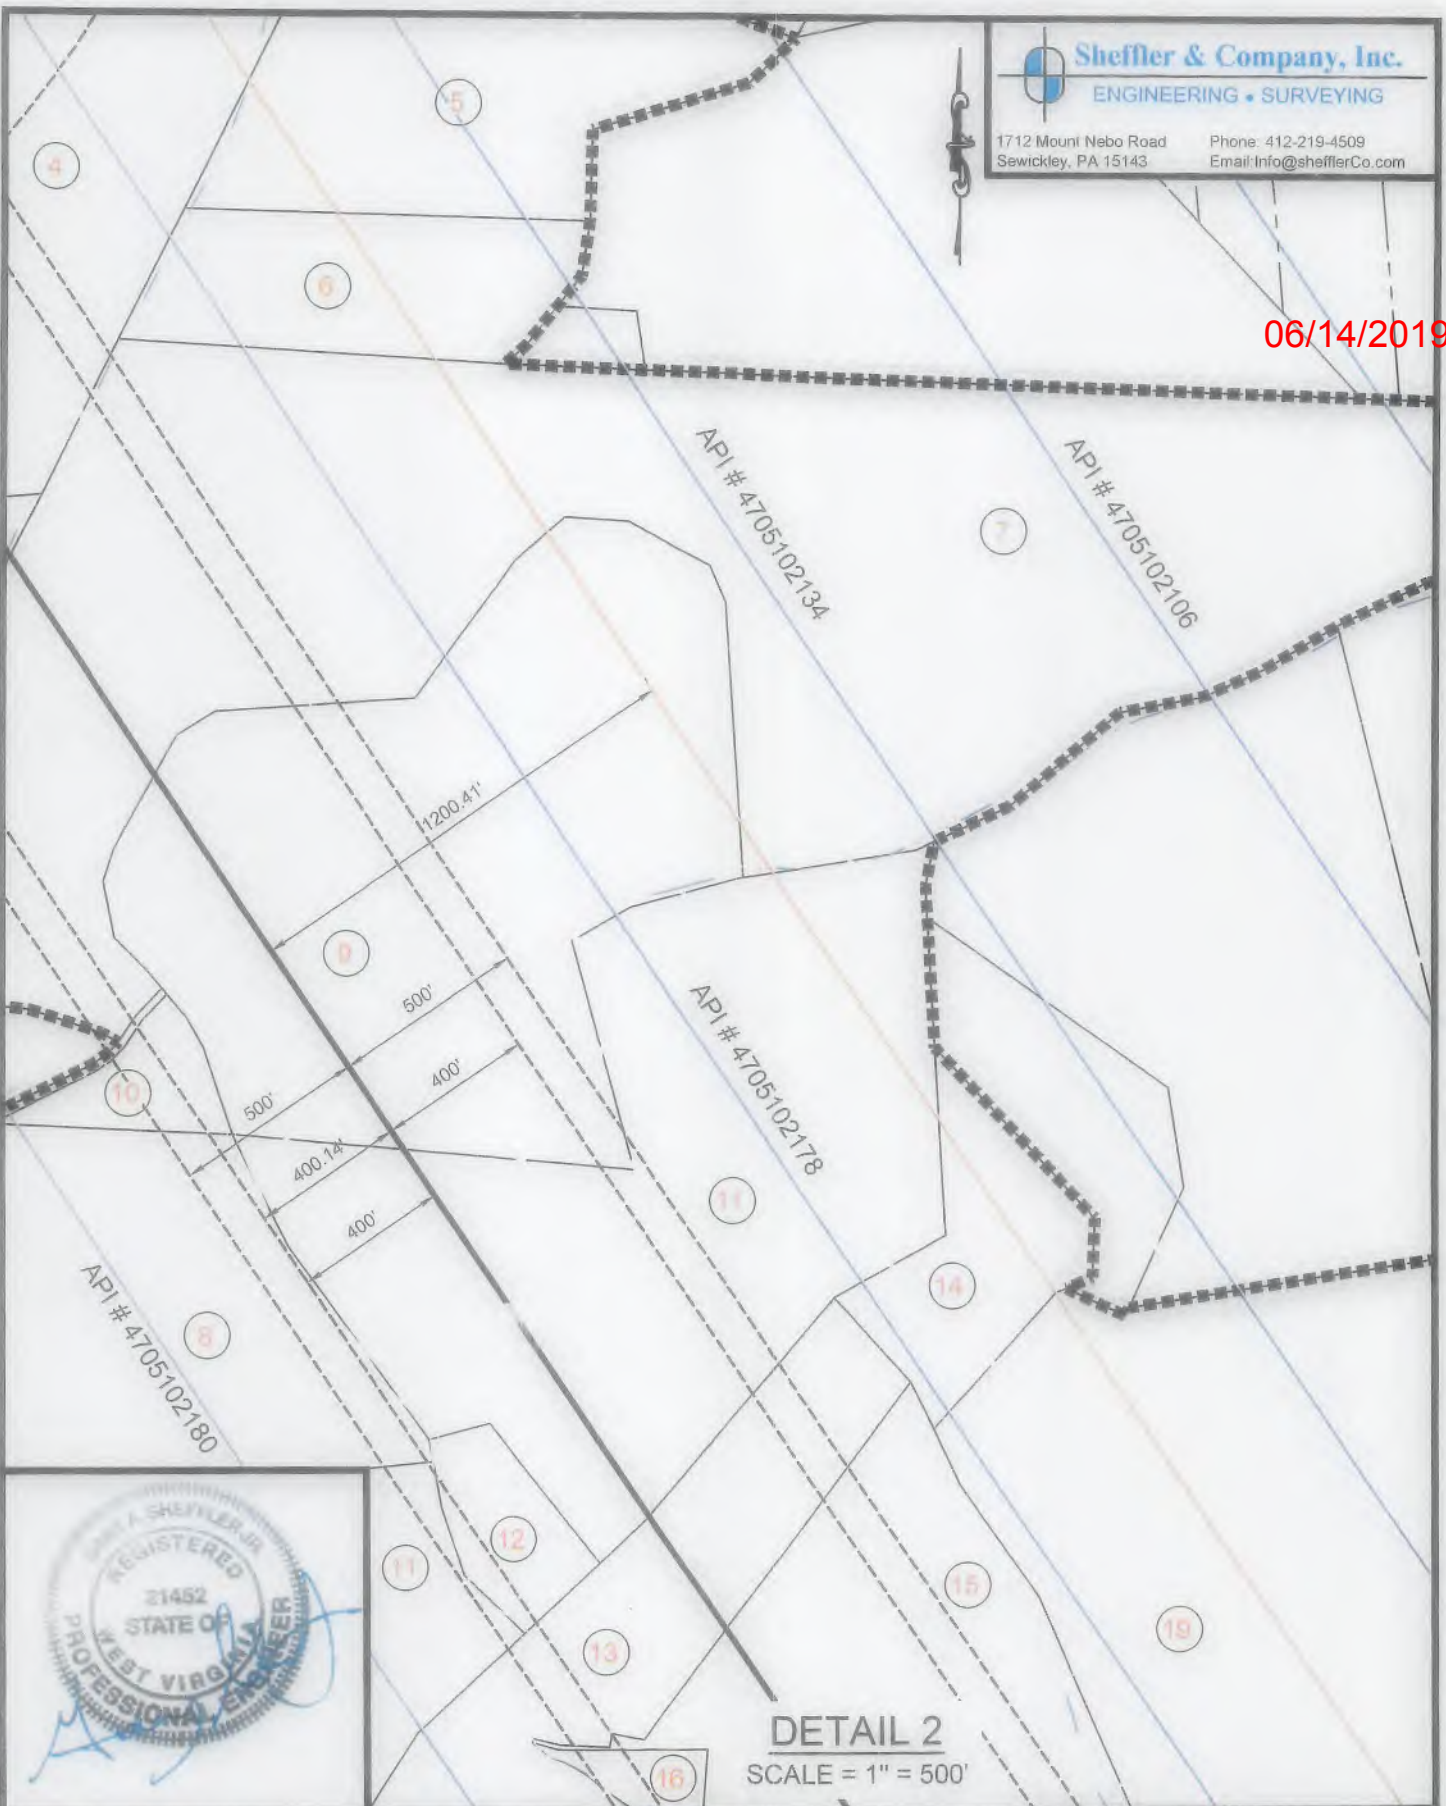 Sheffler & Company, Inc.
ENGINEERING • SURVEYING
1712 Mount Nebo Road
Sewickley, PA 15143
Phone: 412-219-4509
Email:Info@shefflerCo.com
06/14/2019
5
4
6
7
API # 4705102134
API # 4705102106
1200.41'
9
500'
400'
500'
400.14'
400'
10
API # 4705102178
11
14
API # 4705102180
8
12
11
13
15
19
16
A. SHEFFLER JR.
REGISTERED
21452
STATE OF
WEST VIRGINIA
PROFESSIONAL ENGINEER
DETAIL 2
SCALE = 1" = 500'